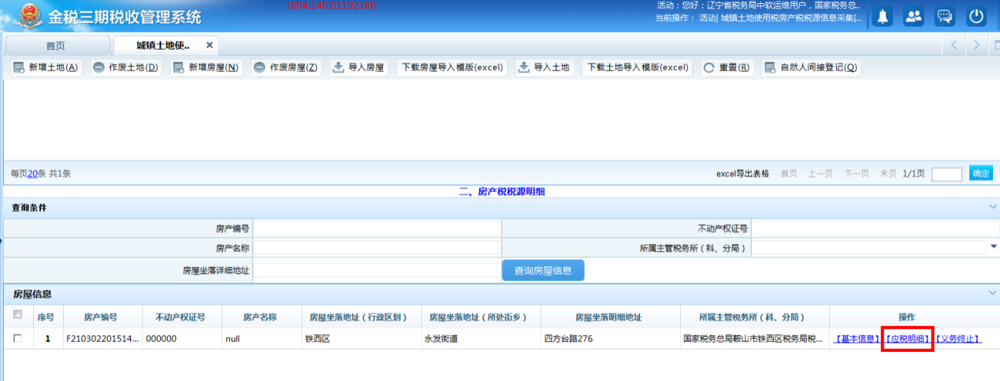 804.246.01192.00)
活动：您好：辽宁省税务局中软运维用户，国家税务总..
金税三期税收管理系统
当前操作： 活动| 城镇土地使用税房产税税源信息采集[...
首页 城镇土地使.. ×
新增土地(A) 作废土地(D) 新增房屋(N) 作废房屋(Z) 导入房屋 下载房屋导入模版(excel) 导入土地 下载土地导入模版(excel) 重置(R) 自然人间接登记(Q)
每页20条 共1条 excel导出表格 首页 上一页 下一页 末页 1/1页 确定
二、房产税税源明细
查询条件
房产编号 不动产权证号
房产名称 所属主管税务所（科、分局）
房屋坐落详细地址 查询房屋信息
房屋信息
序号 房产编号 不动产权证号 房产名称 房屋坐落地址（行政区划） 房屋坐落地址（所处街乡） 房屋坐落明细地址 所属主管税务所（科、分局） 操作
1 F210302201514... 000000 null 铁西区 永发街道 四方台路276 国家税务总局鞍山市铁西区税务局税... 【基本信息】【应税明细】【义务终止】